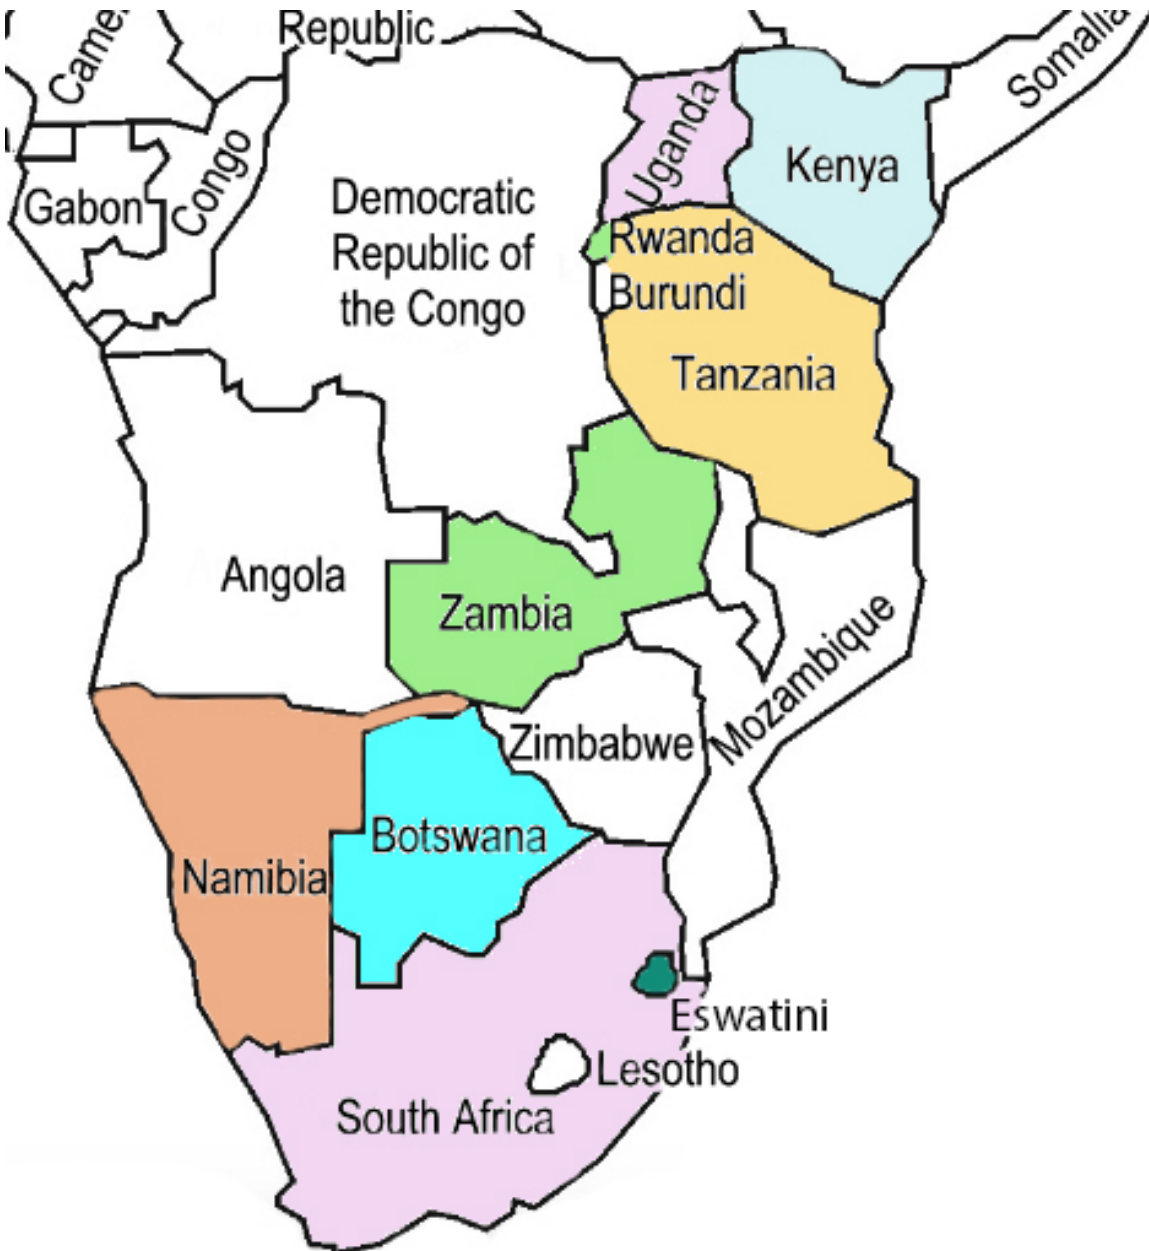 Republic
Came
Somalia
Uganda
Kenya
Congo
Gabon
Democratic
Republic of
the Congo
Rwanda
Burundi
Tanzania
Angola
Zambia
Mozambique
Zimbabwe
Botswana
Namibia
Eswatini
Lesotho
South Africa